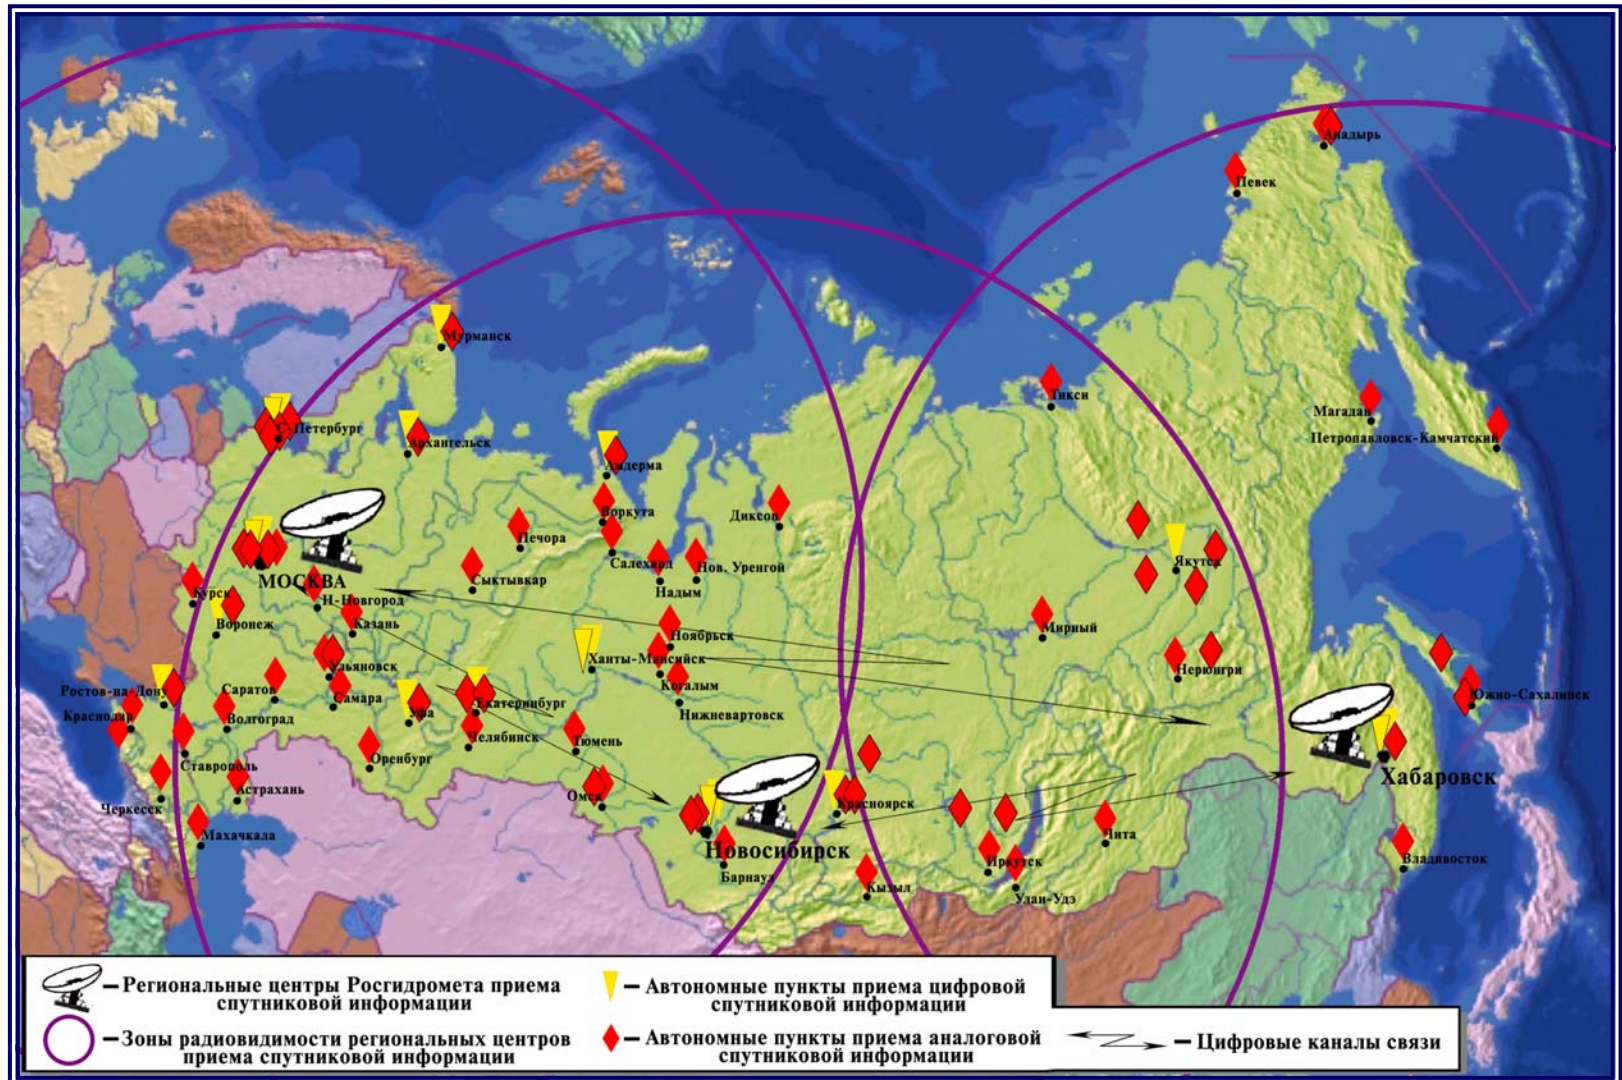 Анадырь
Певек
Мурманск
Тикси
Магадан
Петропавловск-Камчатский
С. Петербург
Архангельск
Амдерма
Воркута
Диксон
Печора
Якутск
Салехард
Нов. Уренгой
МОСКВА
Сыктывкар
Надым
Курск
Н-Новгород
Воронеж
Казань
Мирный
Ноябрьск
Ханты-Мансийск
Ульяновск
Нерюнгри
Когалым
Ростов-на-Дону
Саратов
Самара
Екатеринбург
Южно-Сахалинск
Краснодар
Волгоград
Уфа
Нижневартовск
Челябинск
Тюмень
Оренбург
Ставрополь
Хабаровск
Астрахань
Омск
Красноярск
Черкесск
Махачкала
Чита
Новосибирск
Иркутск
Владивосток
Барнаул
Кызыл
Улан-Удэ
– Региональные центры Росгидромета приема
спутниковой информации
– Автономные пункты приема цифровой
спутниковой информации
– Зоны радиовидимости региональных центров
приема спутниковой информации
– Автономные пункты приема аналоговой
спутниковой информации
– Цифровые каналы связи